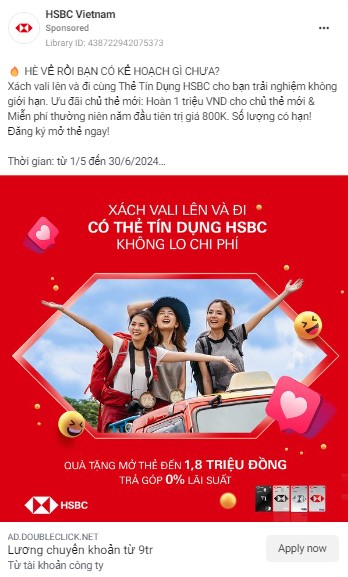 HSBC Vietnam
Sponsored
Library ID: 438722942075373
🔥 HÈ VỀ RỒI BẠN CÓ KẾ HOẠCH GÌ CHƯA?
Xách vali lên và đi cùng Thẻ Tín Dụng HSBC cho bạn trải nghiệm không
giới hạn. Ưu đãi chủ thẻ mới: Hoàn 1 triệu VND cho chủ thẻ mới &
Miễn phí thường niên năm đầu tiên trị giá 800K. Số lượng có hạn!
Đăng ký mở thẻ ngay!
Thời gian: từ 1/5 đến 30/6/2024...
XÁCH VALI LÊN VÀ ĐI
CÓ THẺ TÍN DỤNG HSBC
KHÔNG LO CHI PHÍ
QUÀ TẶNG MỞ THẺ ĐẾN 1,8 TRIỆU ĐỒNG
TRẢ GÓP 0% LÃI SUẤT
HSBC
AD.DOUBLECLICK.NET
Lương chuyển khoản từ 9tr
Từ tài khoản công ty
Apply now